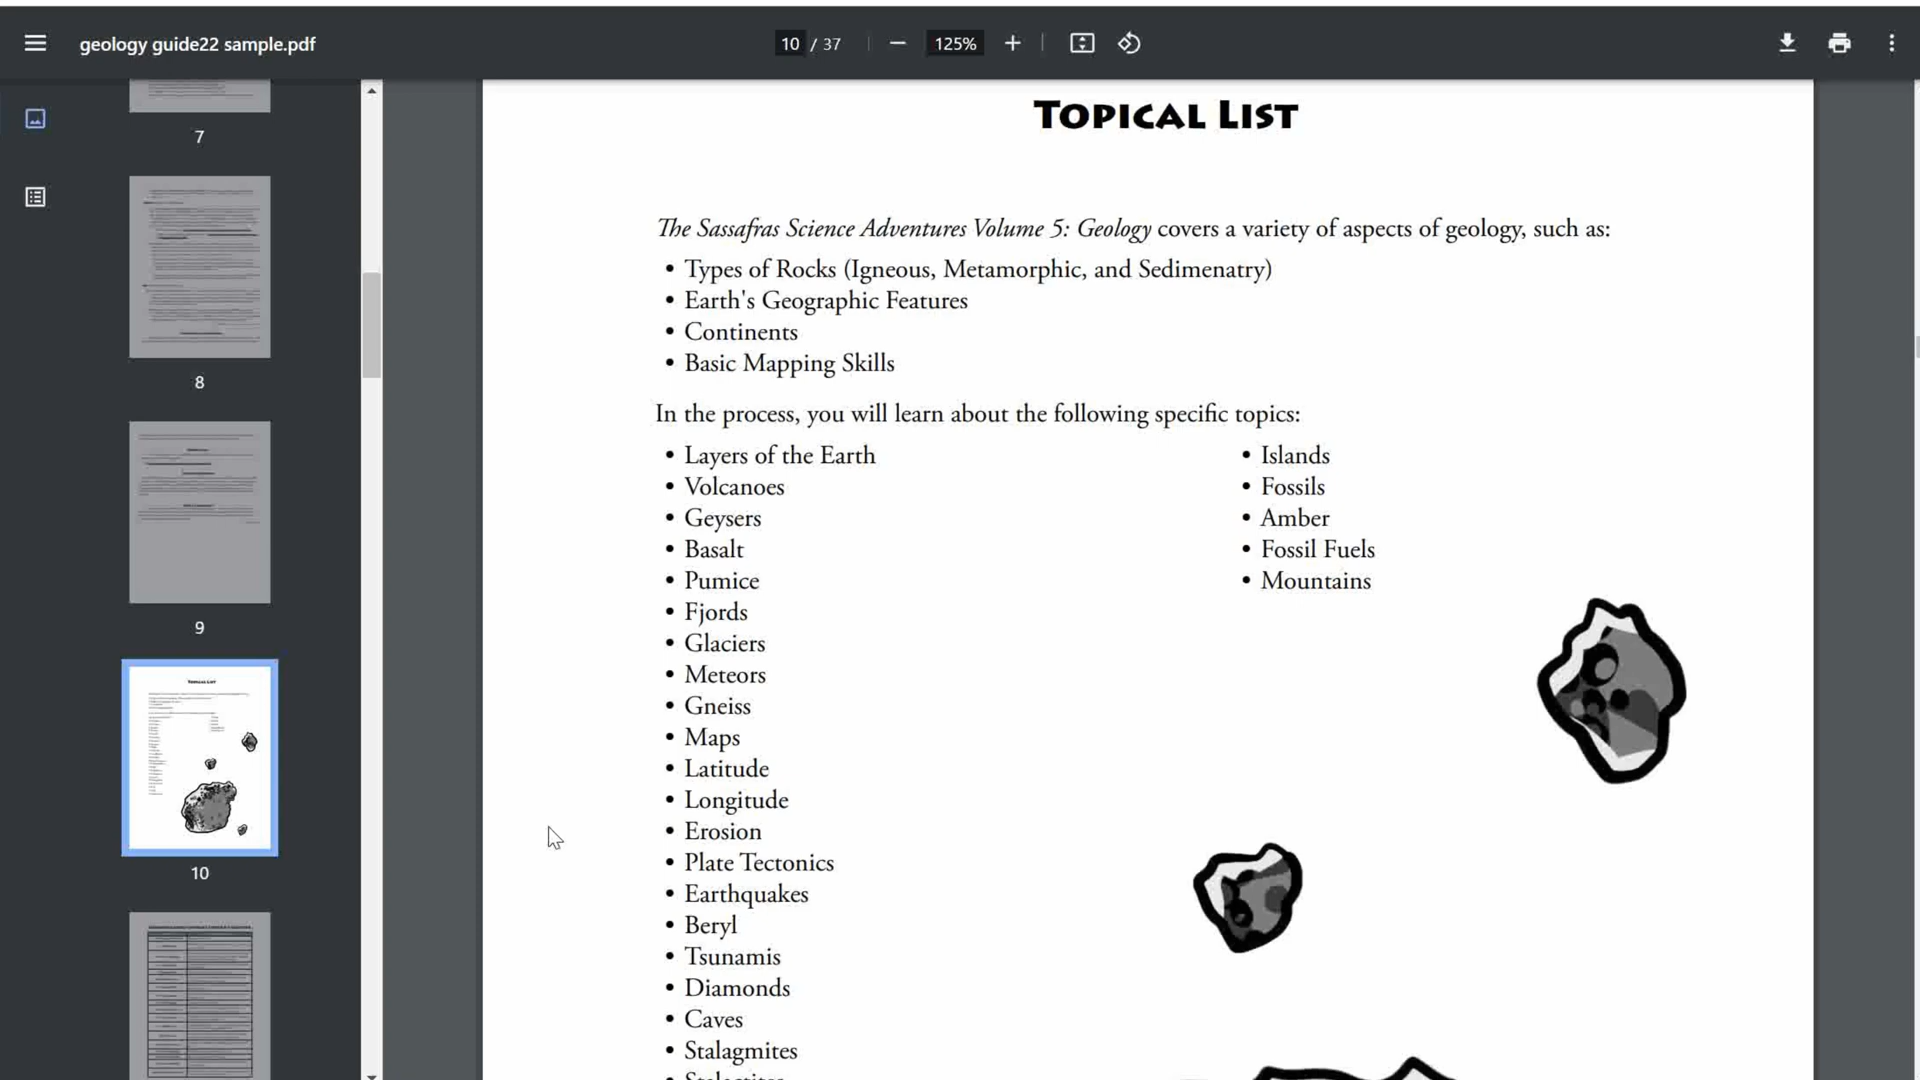 geology guide22 sample.pdf
10 / 37
125%
7
8
9
10
TOPICAL LIST
The Sassafras Science Adventures Volume 5: Geology covers a variety of aspects of geology, such as:
• Types of Rocks (Igneous, Metamorphic, and Sedimenatry)
• Earth's Geographic Features
• Continents
• Basic Mapping Skills
In the process, you will learn about the following specific topics:
• Layers of the Earth
• Volcanoes
• Geysers
• Basalt
• Pumice
• Fjords
• Glaciers
• Meteors
• Gneiss
• Maps
• Latitude
• Longitude
• Erosion
• Plate Tectonics
• Earthquakes
• Beryl
• Tsunamis
• Diamonds
• Caves
• Stalagmites
• Islands
• Fossils
• Amber
• Fossil Fuels
• Mountains